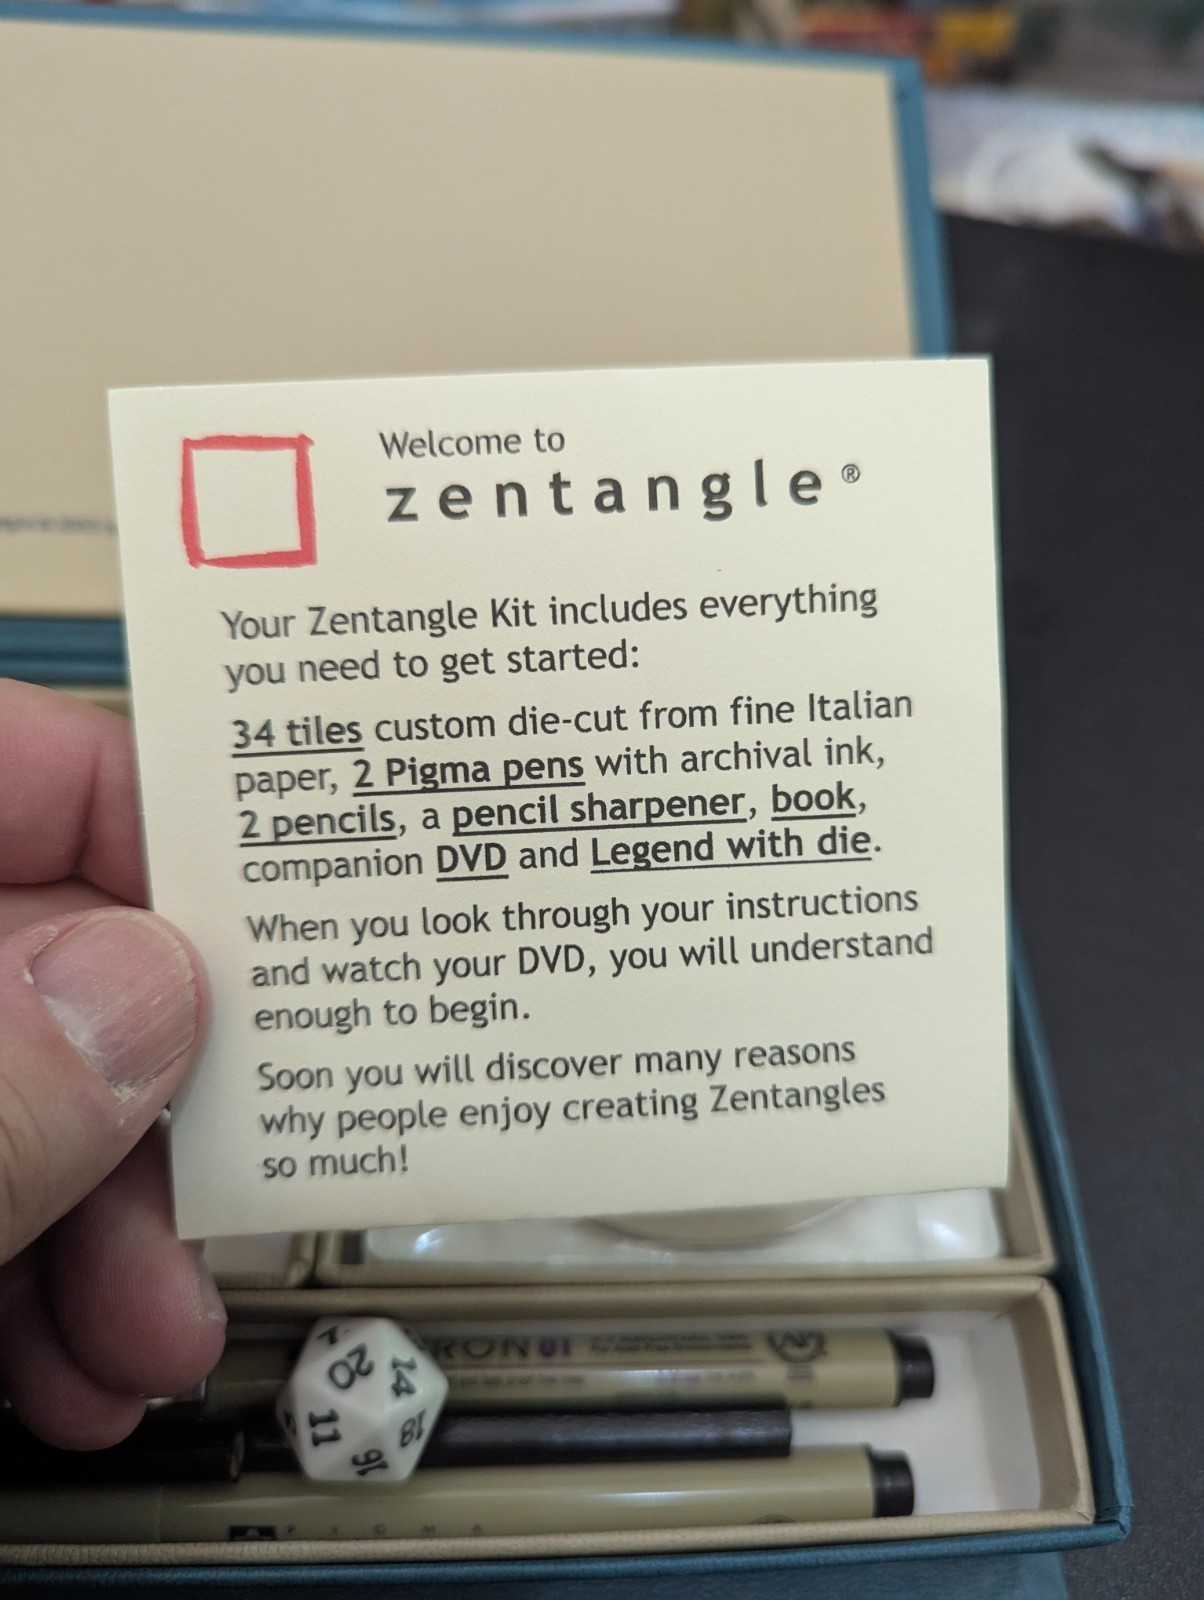 Welcome to
zentangle®
Your Zentangle Kit includes everything
you need to get started:
34 tiles custom die-cut from fine Italian
paper, 2 Pigma pens with archival ink,
2 pencils, a pencil sharpener, book,
companion DVD and Legend with die.
When you look through your instructions
and watch your DVD, you will understand
enough to begin.
Soon you will discover many reasons
why people enjoy creating Zentangles
so much!
RON 01
20
14
11
18
16
PIGMA